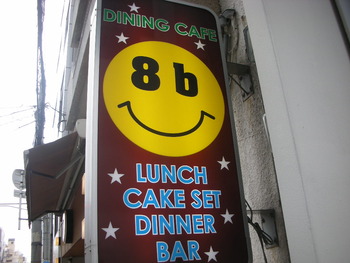 DINING CAFE
8 b
LUNCH
CAKE SET
DINNER
BAR